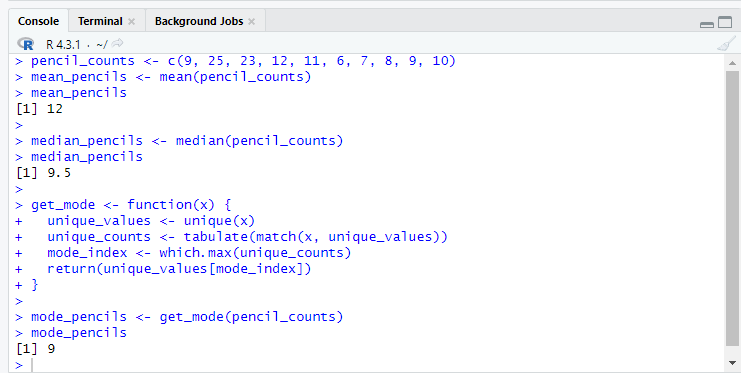 Console Terminal × Background Jobs ×
R R 4.3.1 · ~/
> pencil_counts <- c(9, 25, 23, 12, 11, 6, 7, 8, 9, 10)
> mean_pencils <- mean(pencil_counts)
> mean_pencils
[1] 12
>
> median_pencils <- median(pencil_counts)
> median_pencils
[1] 9.5
>
> get_mode <- function(x) {
+   unique_values <- unique(x)
+   unique_counts <- tabulate(match(x, unique_values))
+   mode_index <- which.max(unique_counts)
+   return(unique_values[mode_index])
+ }
>
> mode_pencils <- get_mode(pencil_counts)
> mode_pencils
[1] 9
>